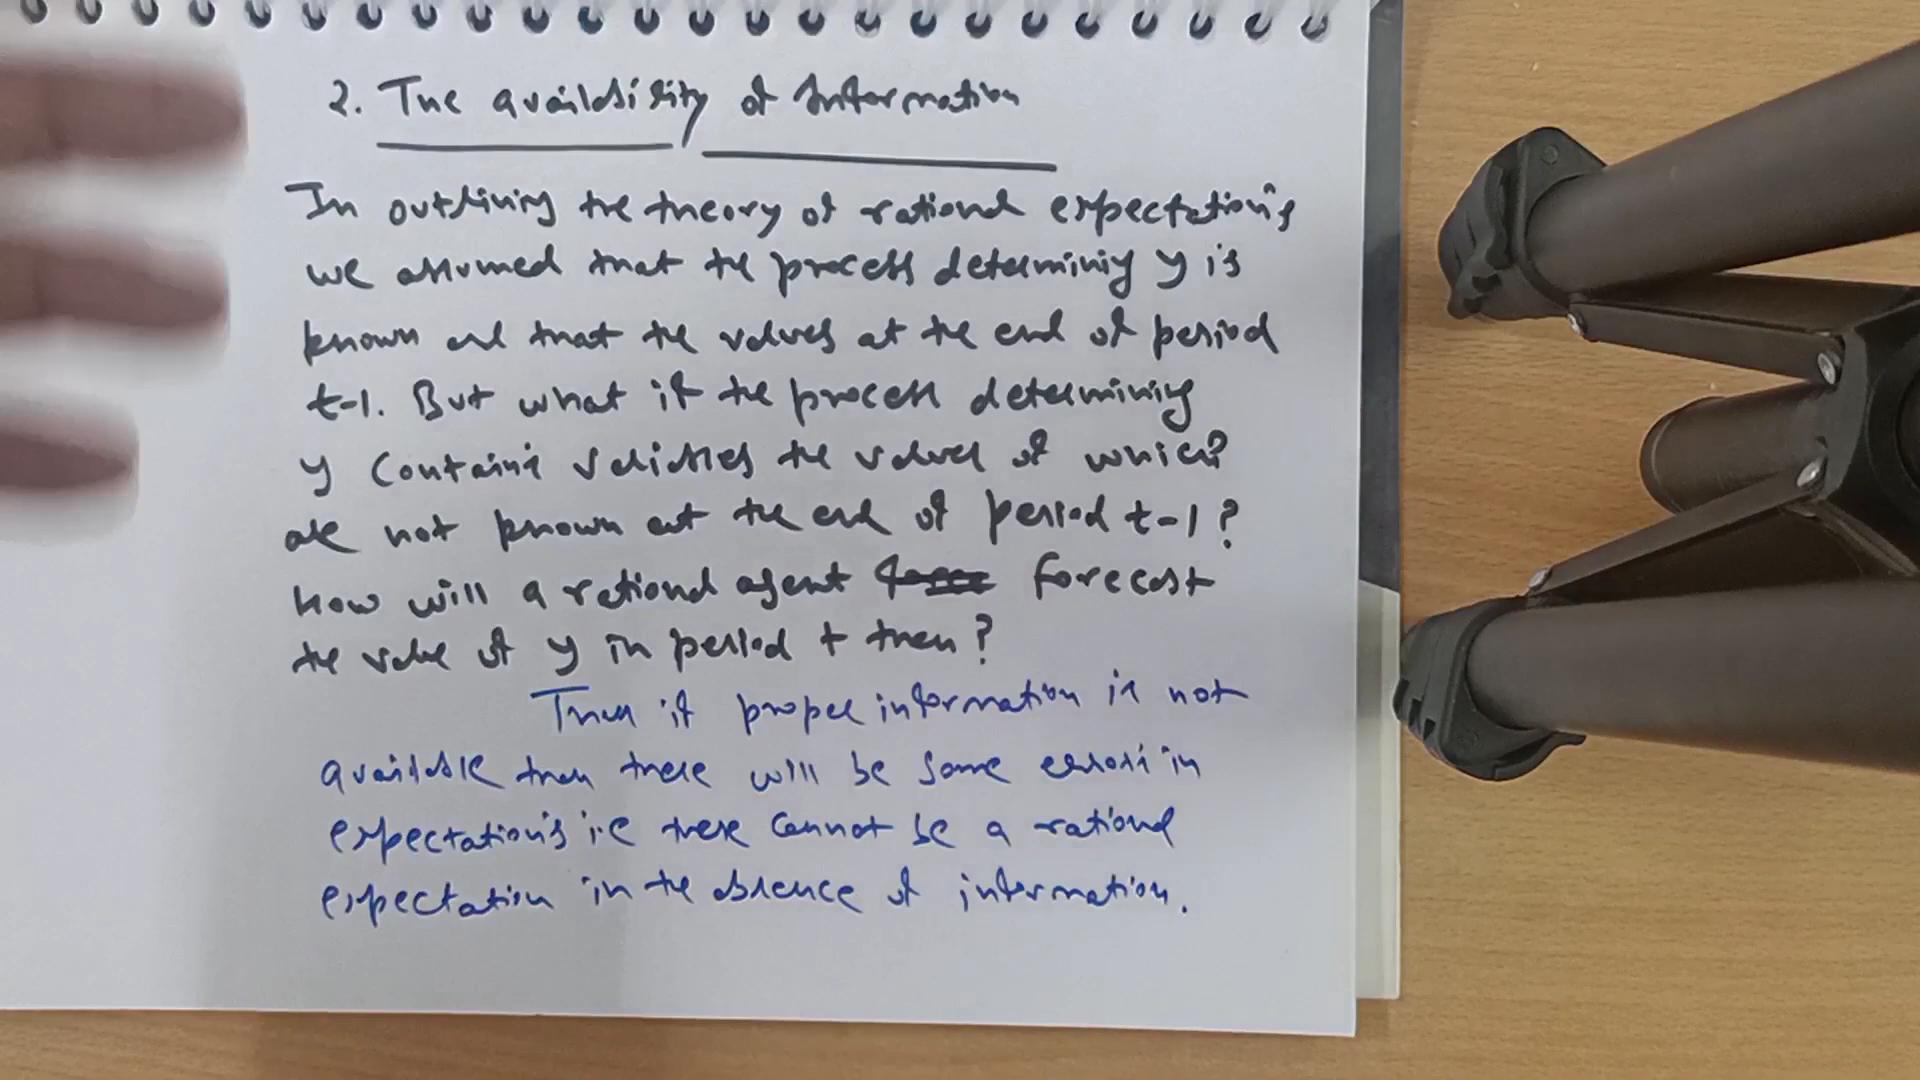 2. The availability of Information
In outlining the theory of rational expectations
we assumed that the process determining y is
known and that the values at the end of period
t-1. But what if the process determining
y contains variables the values of which?
are not known at the end of period t-1?
How will a rational agent forecast
the value of y in period t then?
Thus if proper information is not
available then there will be some errors in
expectations i.e there cannot be a rational
expectation in the absence of information.